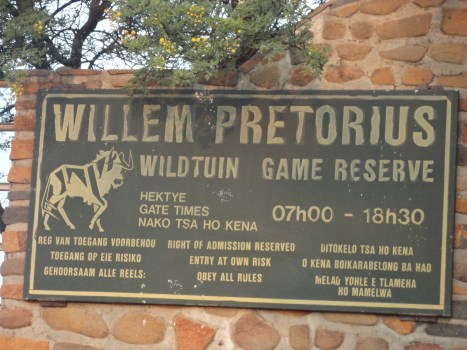 WILLEM PRETORIUS
WILDTUIN GAME RESERVE
HEKTYE
GATE TIMES
NAKO TSA HO KENA
07h00 - 18h30
REG VAN TOEGANG VOORBEHOU
TOEGANG OP EIE RISIKO
GEHOORSAAM ALLE REELS:
RIGHT OF ADMISSION RESERVED
ENTRY AT OWN RISK
OBEY ALL RULES
DITOKELO TSA HO KENA
O KENA BOIKARABELONG BA HAO
MELAO YOHLE E TLAMEHA
HO MAMELWA